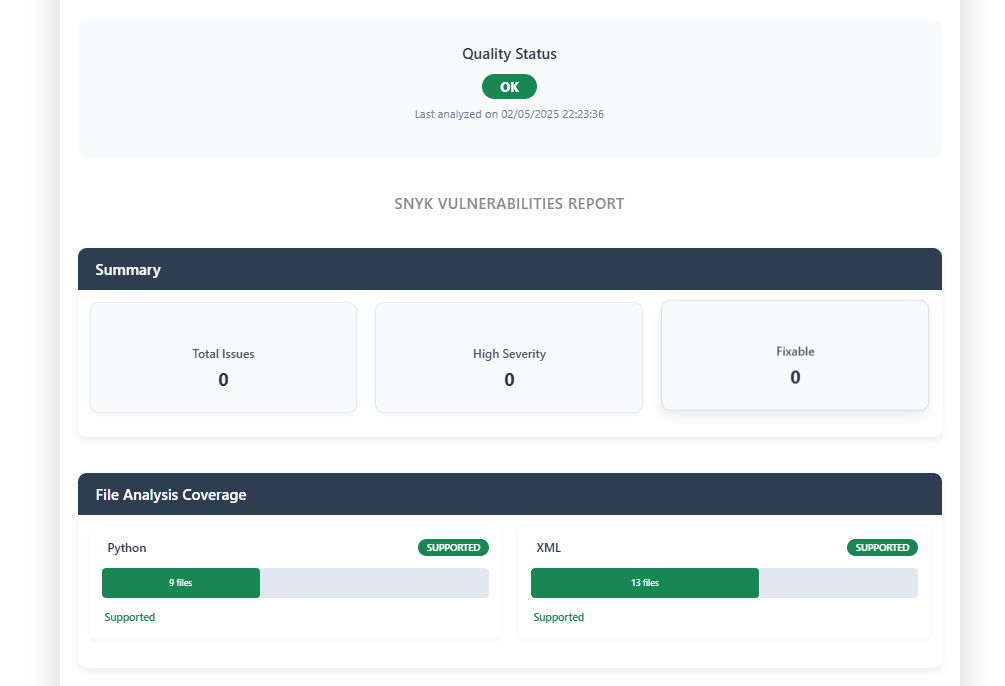 Quality Status
OK
Last analyzed on 02/05/2025 22:23:36
SNYK VULNERABILITIES REPORT
Summary
Total Issues
0
High Severity
0
Fixable
0
File Analysis Coverage
Python
SUPPORTED
9 files
Supported
XML
SUPPORTED
13 files
Supported